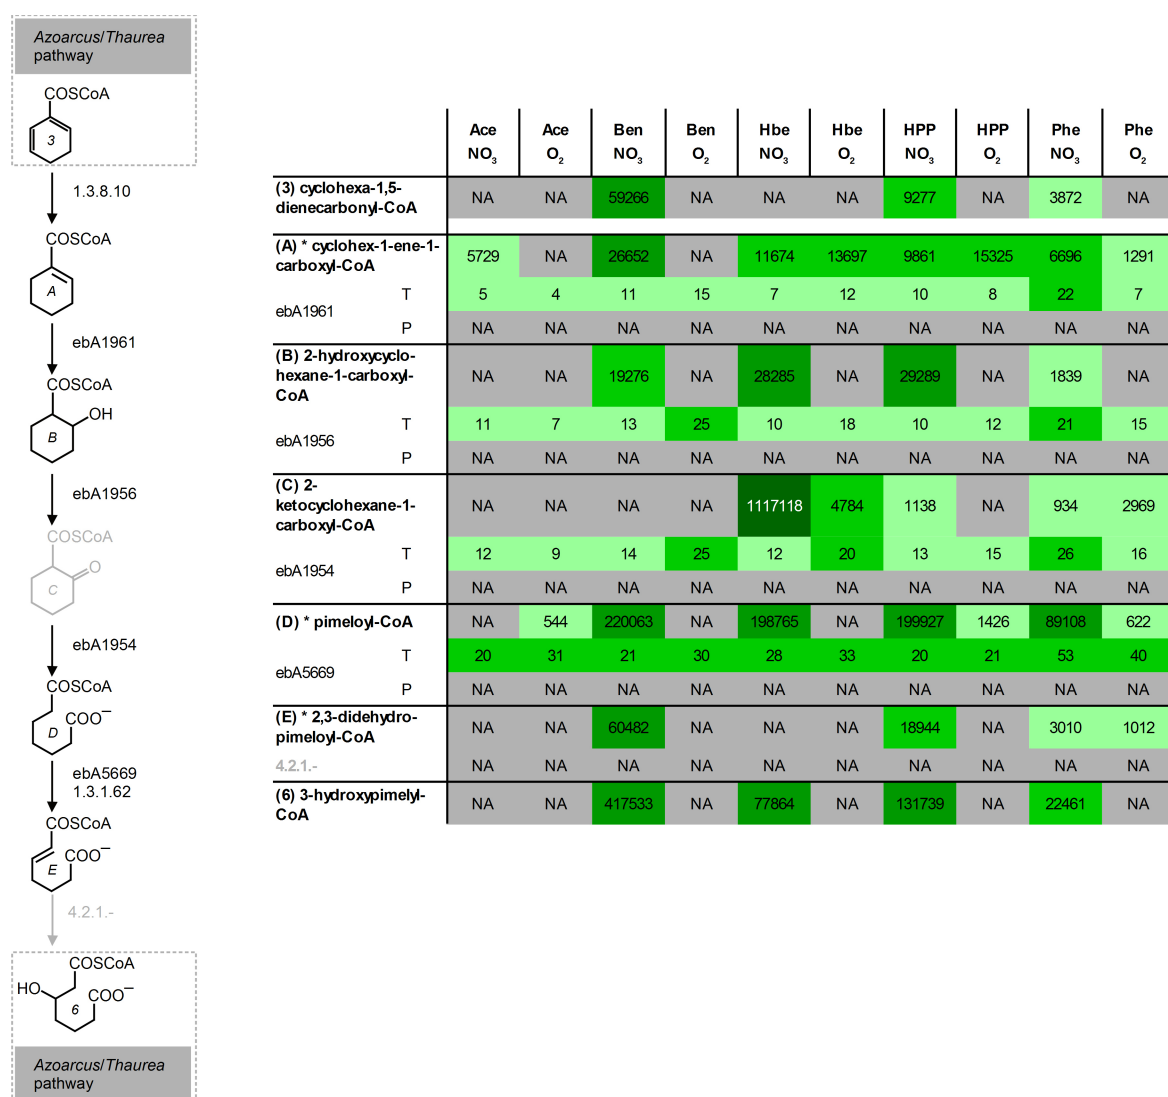 Azoarcus/Thaurea
pathway
COSCoA
3
1.3.8.10
COSCoA
A
ebA1961
COSCoA
OH
B
ebA1956
COSCoA
O
C
ebA1954
COSCoA
COO−
D
ebA5669
1.3.1.62
COSCoA
COO−
E
4.2.1.-
COSCoA
HO
COO−
6
Azoarcus/Thaurea
pathway
Ace Ace Ben Ben Hbe Hbe HPP HPP Phe Phe
NO3 O2 NO3 O2 NO3 O2 NO3 O2 NO3 O2
(3) cyclohexa-1,5-
dienecarbonyl-CoA
NA NA 59266 NA NA NA 9277 NA 3872 NA
(A) * cyclohex-1-ene-1-
carboxyl-CoA
5729 NA 26652 NA 11674 13697 9861 15325 6696 1291
ebA1961
T 5 4 11 15 7 12 10 8 22 7
P NA NA NA NA NA NA NA NA NA NA
(B) 2-hydroxycyclo-
hexane-1-carboxyl-
CoA
NA NA 19276 NA 28285 NA 29289 NA 1839 NA
ebA1956
T 11 7 13 25 10 18 10 12 21 15
P NA NA NA NA NA NA NA NA NA NA
(C) 2-
ketocyclohexane-1-
carboxyl-CoA
NA NA NA NA 1117118 4784 1138 NA 934 2969
ebA1954
T 12 9 14 25 12 20 13 15 26 16
P NA NA NA NA NA NA NA NA NA NA
(D) * pimeloyl-CoA NA 544 220063 NA 198765 NA 199927 1426 89108 622
ebA5669
T 20 31 21 30 28 33 20 21 53 40
P NA NA NA NA NA NA NA NA NA NA
(E) * 2,3-didehydro-
pimeloyl-CoA
NA NA 60482 NA NA NA 18944 NA 3010 1012
4.2.1.- NA NA NA NA NA NA NA NA NA NA
(6) 3-hydroxypimelyl-
CoA
NA NA 417533 NA 77864 NA 131739 NA 22461 NA